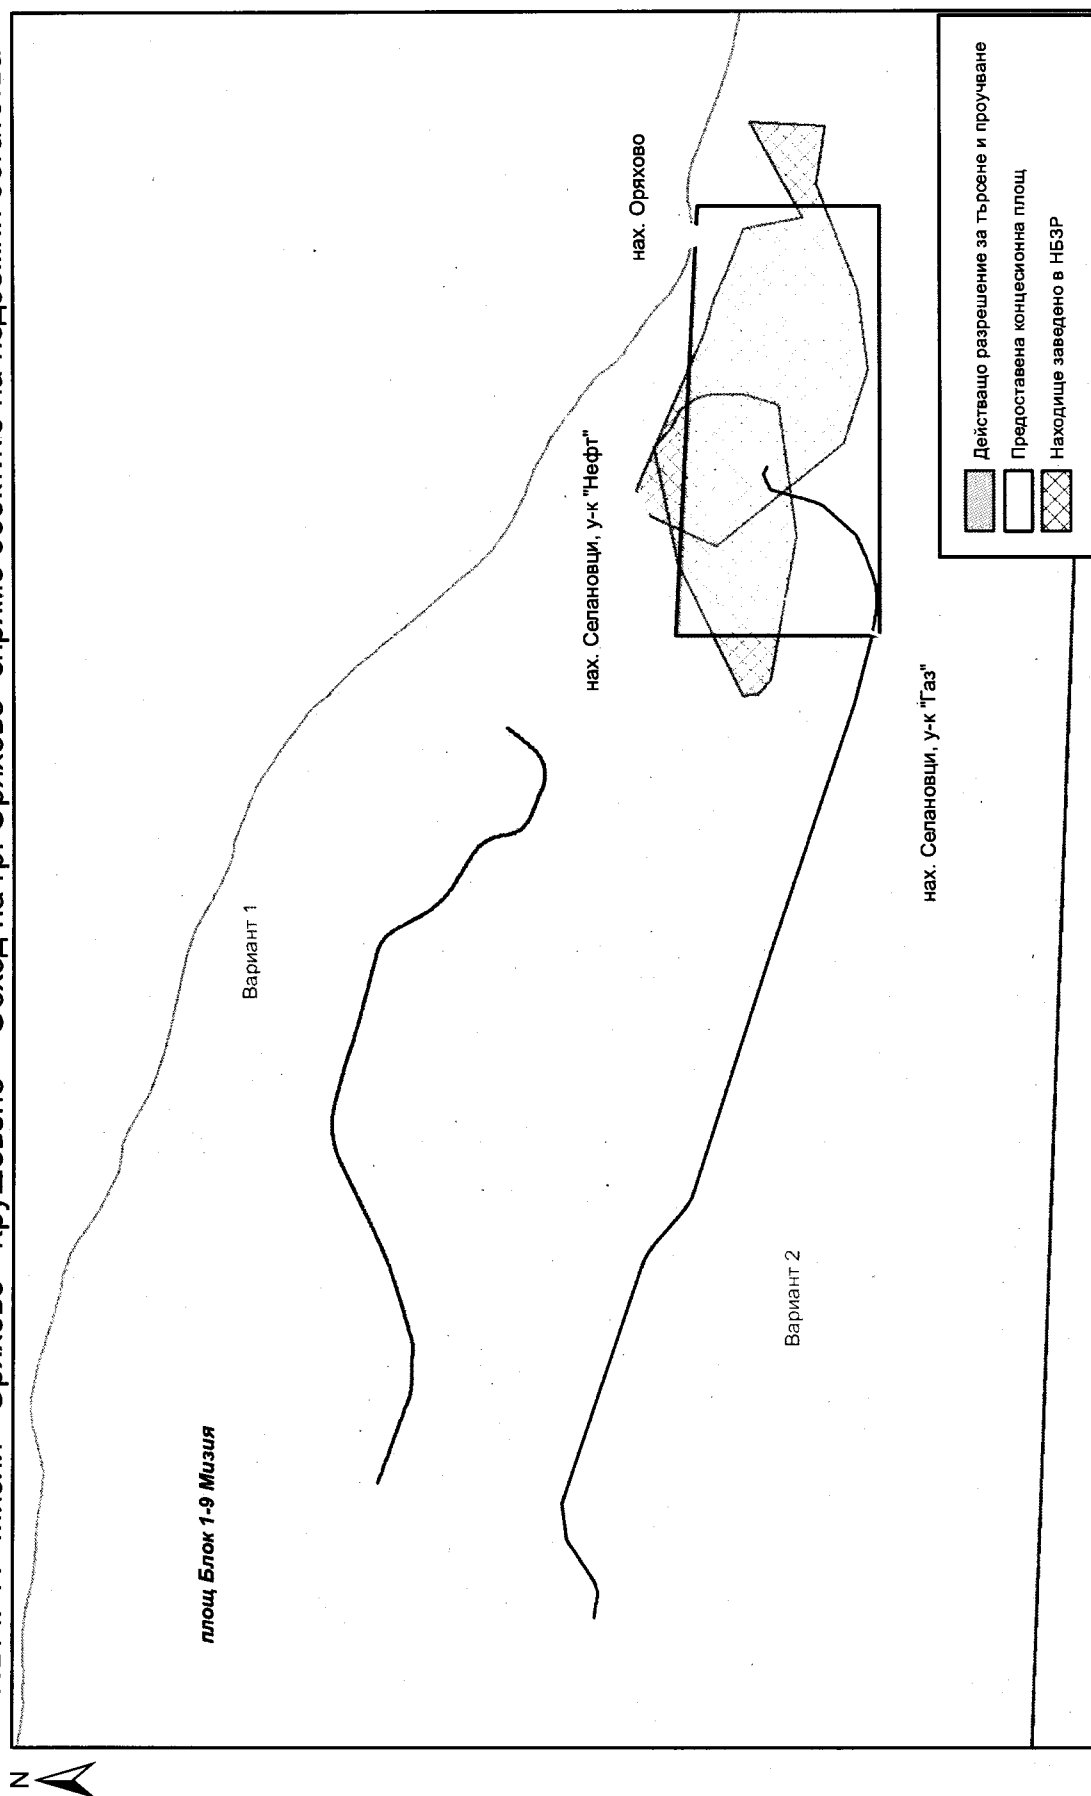 N
площ Блок 1-9 Мизия
Вариант 1
Вариант 2
нах. Оряхово
нах. Селановци, у-к "Нефт"
нах. Селановци, у-к "Газ"
Действащо разрешение за търсене и проучване
Предоставена концесионна площ
Находище заведено в НБЗР